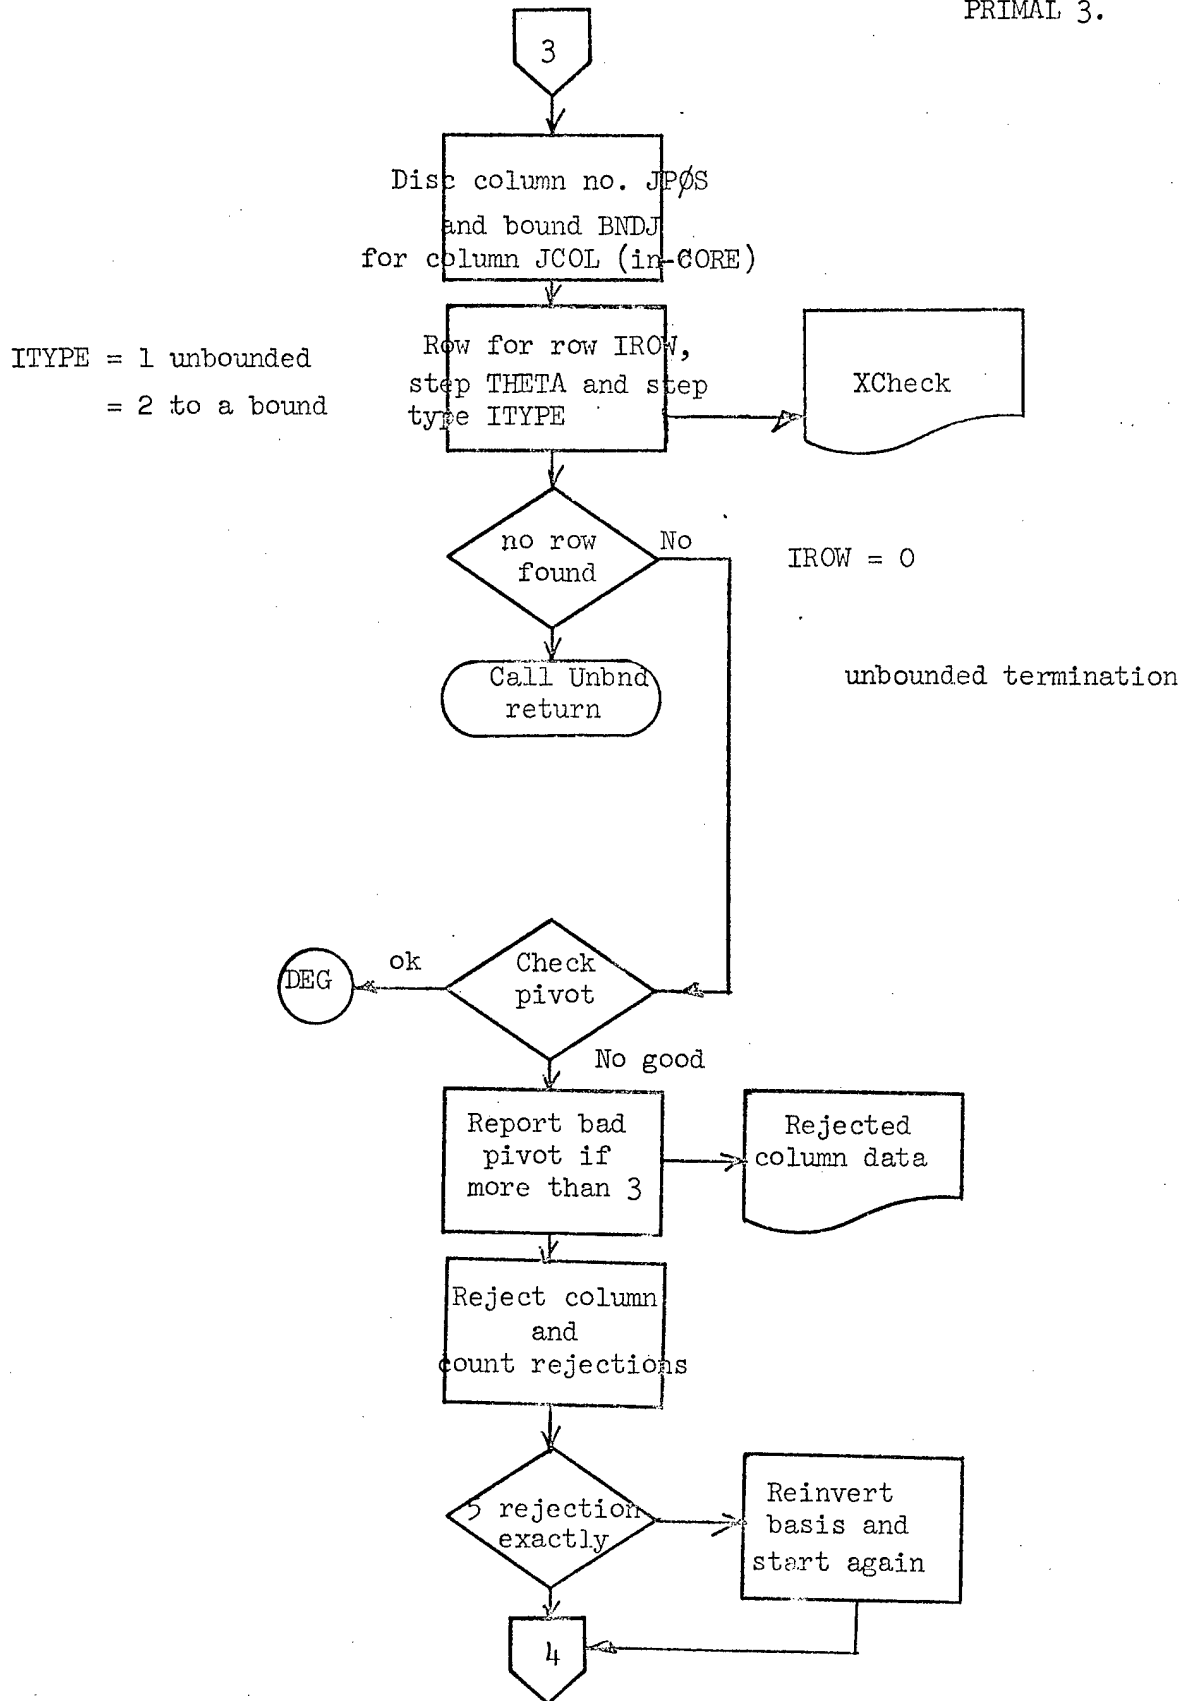 PRIMAL 3.
3
Disc column no. JPØS
and bound BNDJ
for column JCOL (in-CORE)
ITYPE = 1 unbounded
= 2 to a bound
Row for row IROW,
step THETA and step
type ITYPE
XCheck
no row
found
No
IROW = 0
Call Unbnd
return
unbounded termination
DEG
ok
Check
pivot
No good
Report bad
pivot if
more than 3
Rejected
column data
Reject column
and
count rejections
5 rejection
exactly
Reinvert
basis and
start again
4